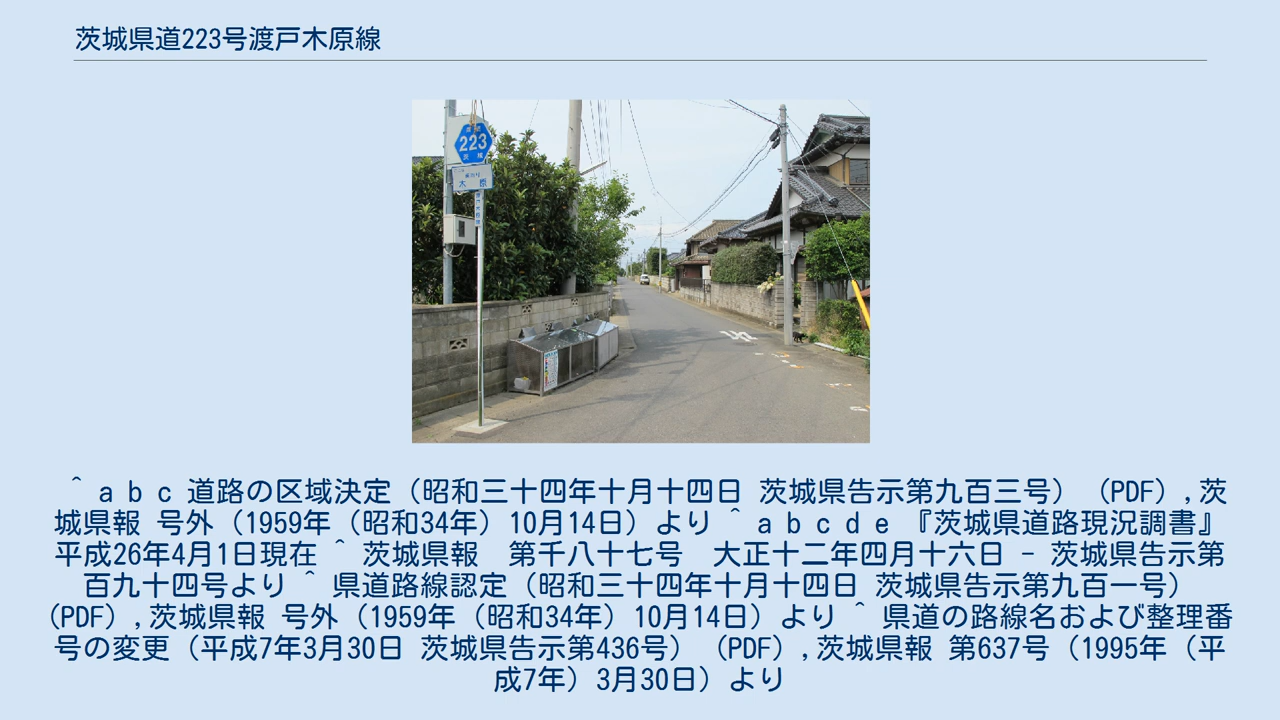 茨城県道223号渡戸木原線
223
茨城
木原
^ a b c 道路の区域決定（昭和三十四年十月十四日 茨城県告示第九百三号）（PDF）,茨
城県報 号外（1959年（昭和34年）10月14日）より ^ a b c d e 『茨城県道路現況調書』
平成26年4月1日現在 ^ 茨城県報　第千八十七号　大正十二年四月十六日 - 茨城県告示第
百九十四号より ^ 県道路線認定（昭和三十四年十月十四日 茨城県告示第九百一号）
（PDF）,茨城県報 号外（1959年（昭和34年）10月14日）より ^ 県道の路線名および整理番
号の変更（平成7年3月30日 茨城県告示第436号）（PDF）,茨城県報 第637号（1995年（平
成7年）3月30日）より